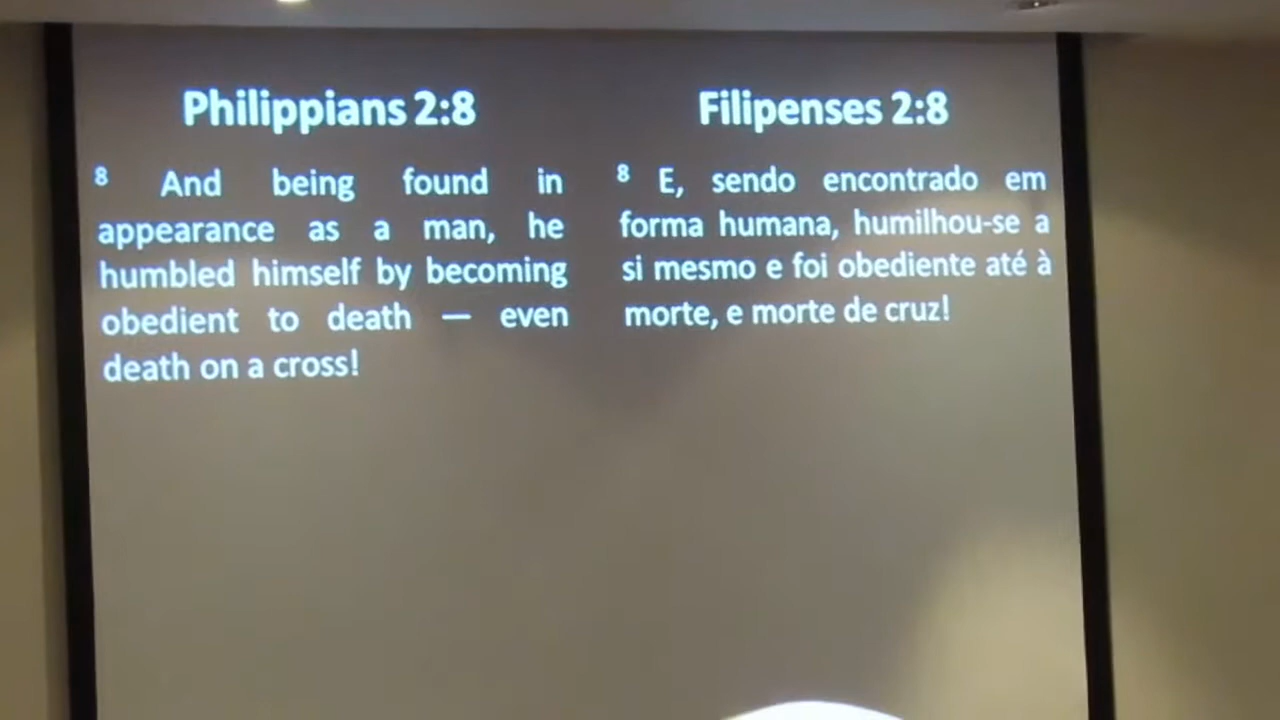 Philippians 2:8
8 And being found in
appearance as a man, he
humbled himself by becoming
obedient to death — even
death on a cross!
Filipenses 2:8
8 E, sendo encontrado em
forma humana, humilhou-se a
si mesmo e foi obediente até à
morte, e morte de cruz!